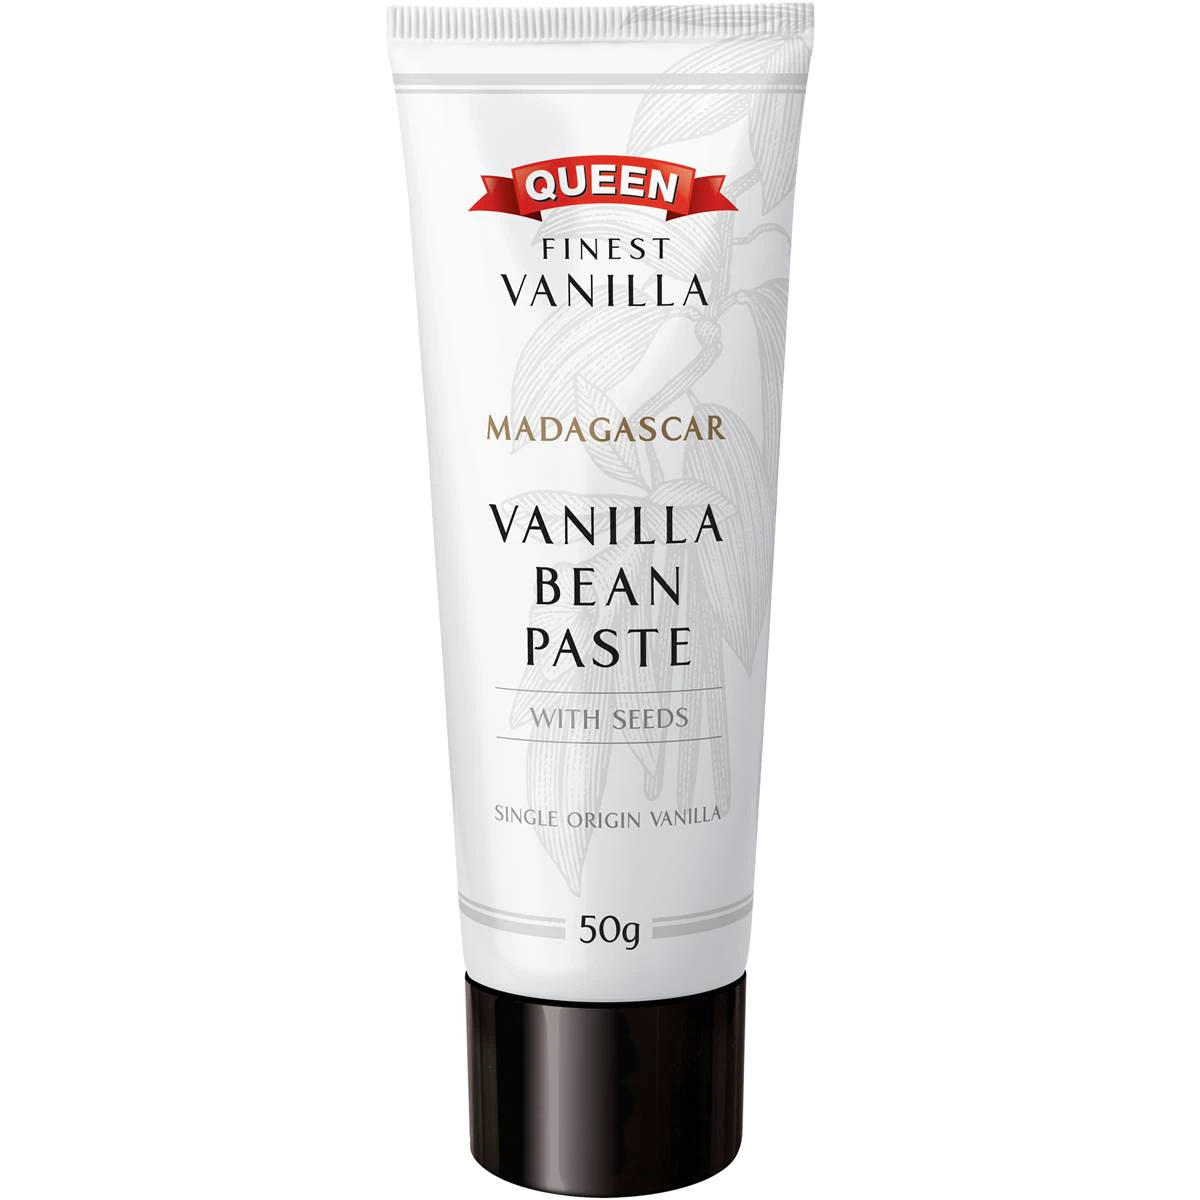 QUEEN
FINEST
VANILLA
MADAGASCAR
VANILLA
BEAN
PASTE
WITH SEEDS
SINGLE ORIGIN VANILLA
50g